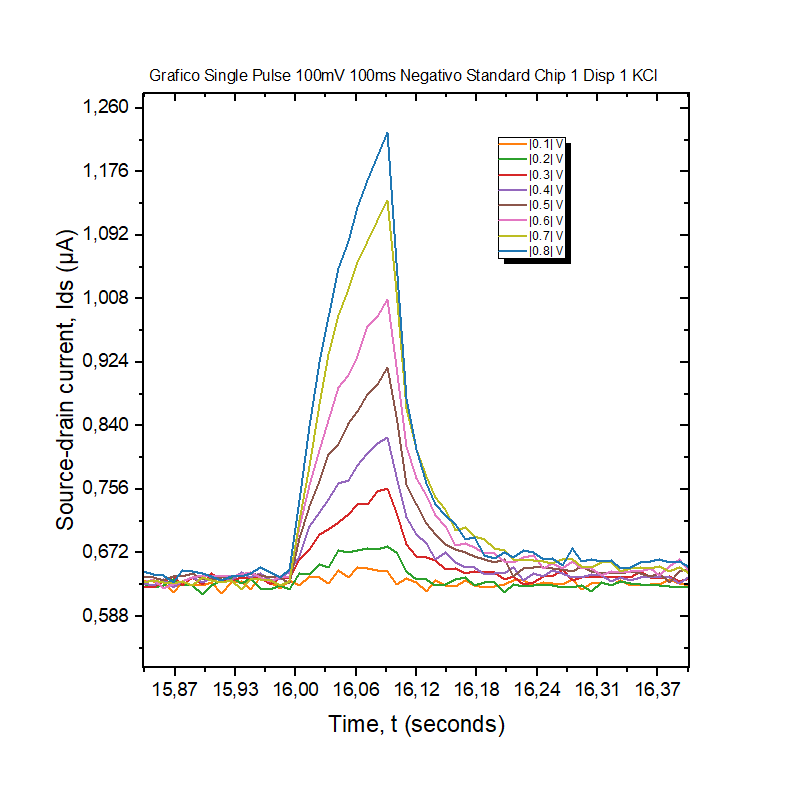 Grafico Single Pulse 100mV 100ms Negativo Standard Chip 1 Disp 1 KCl
1,260
1,176
1,092
1,008
0,924
0,840
0,756
0,672
0,588
Source-drain current, Ids (µA)
|0.1| V
|0.2| V
|0.3| V
|0.4| V
|0.5| V
|0.6| V
|0.7| V
|0.8| V
15,87 15,93 16,00 16,06 16,12 16,18 16,24 16,31 16,37
Time, t (seconds)